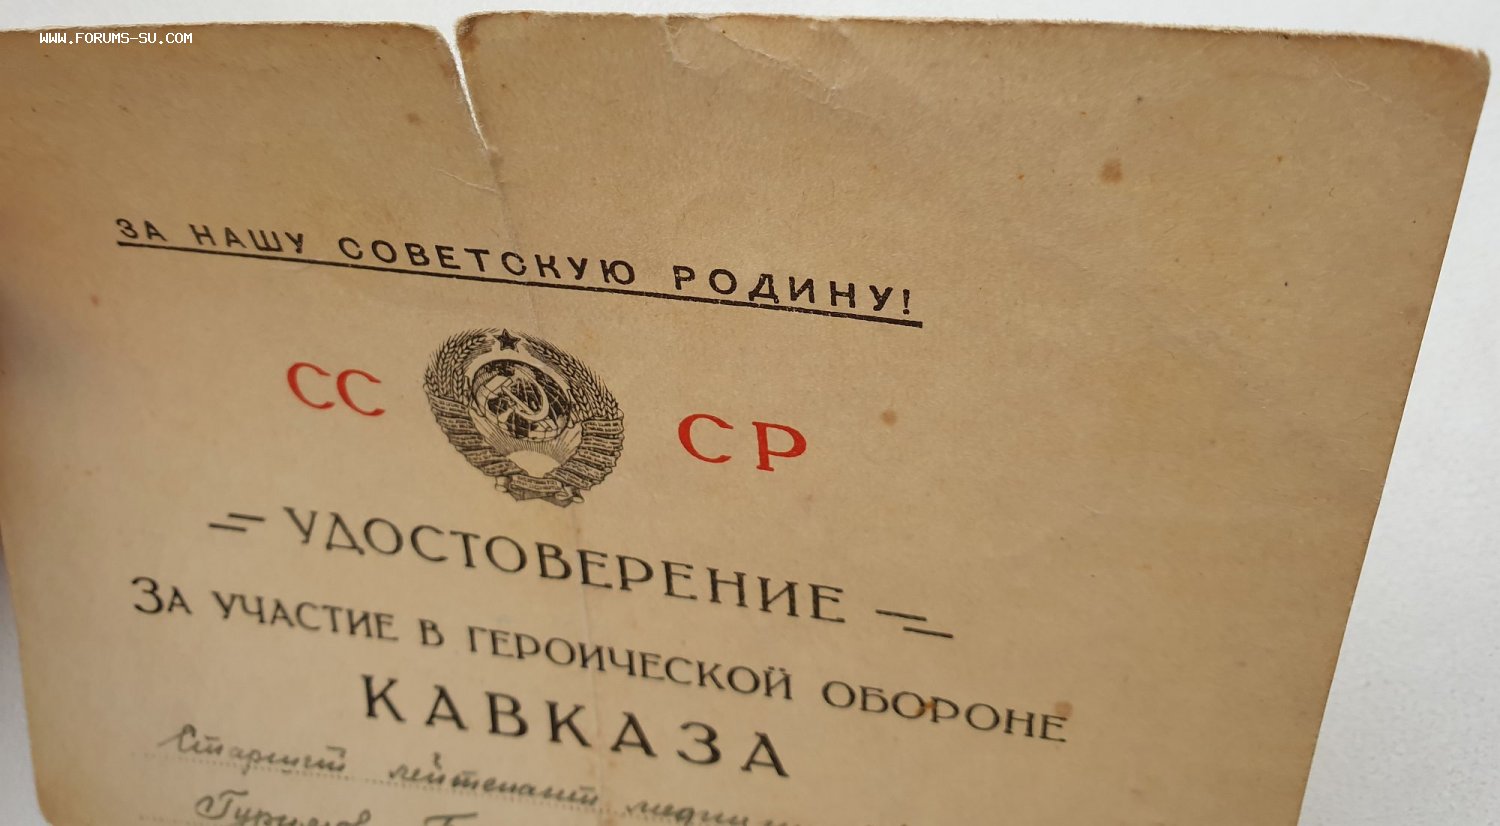 WWW.FORUMS-SU.COM
ЗА НАШУ СОВЕТСКУЮ РОДИНУ!
СС СР
УДОСТОВЕРЕНИЕ
ЗА УЧАСТИЕ В ГЕРОИЧЕСКОЙ ОБОРОНЕ
КАВКАЗА
Старший лейтенант